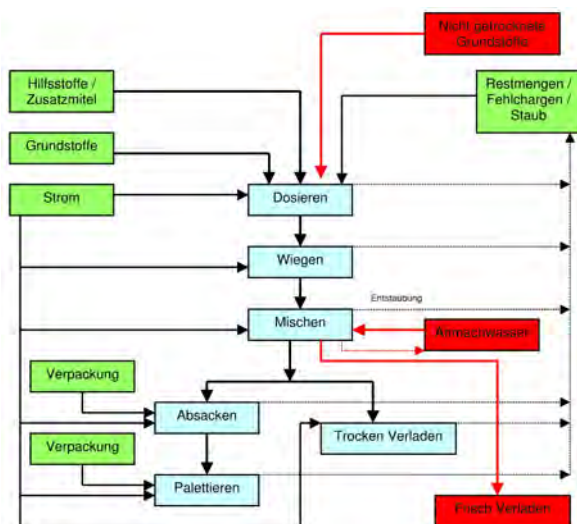 Nicht getrocknete
Grundstoffe
Hilfsstoffe /
Zusatzmitel
Restmengen /
Fehlchargen /
Staub
Grundstoffe
Strom
Dosieren
Wiegen
Entstaubung
Mischen
Anmachwasser
Verpackung
Absacken
Trocken Verladen
Verpackung
Palettieren
Frisch Verladen